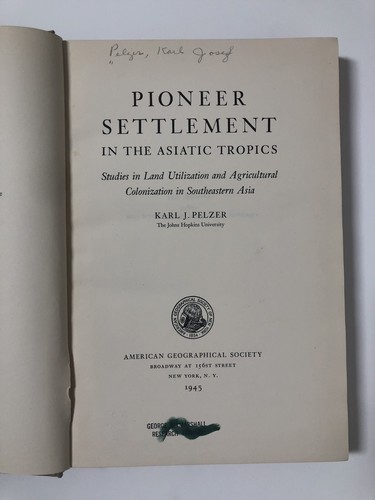 Pelzer, Karl Josef
PIONEER
SETTLEMENT
IN THE ASIATIC TROPICS
Studies in Land Utilization and Agricultural
Colonization in Southeastern Asia
KARL J. PELZER
The Johns Hopkins University
AMERICAN GEOGRAPHICAL SOCIETY
BROADWAY AT 156ST STREET
NEW YORK, N. Y.
1945